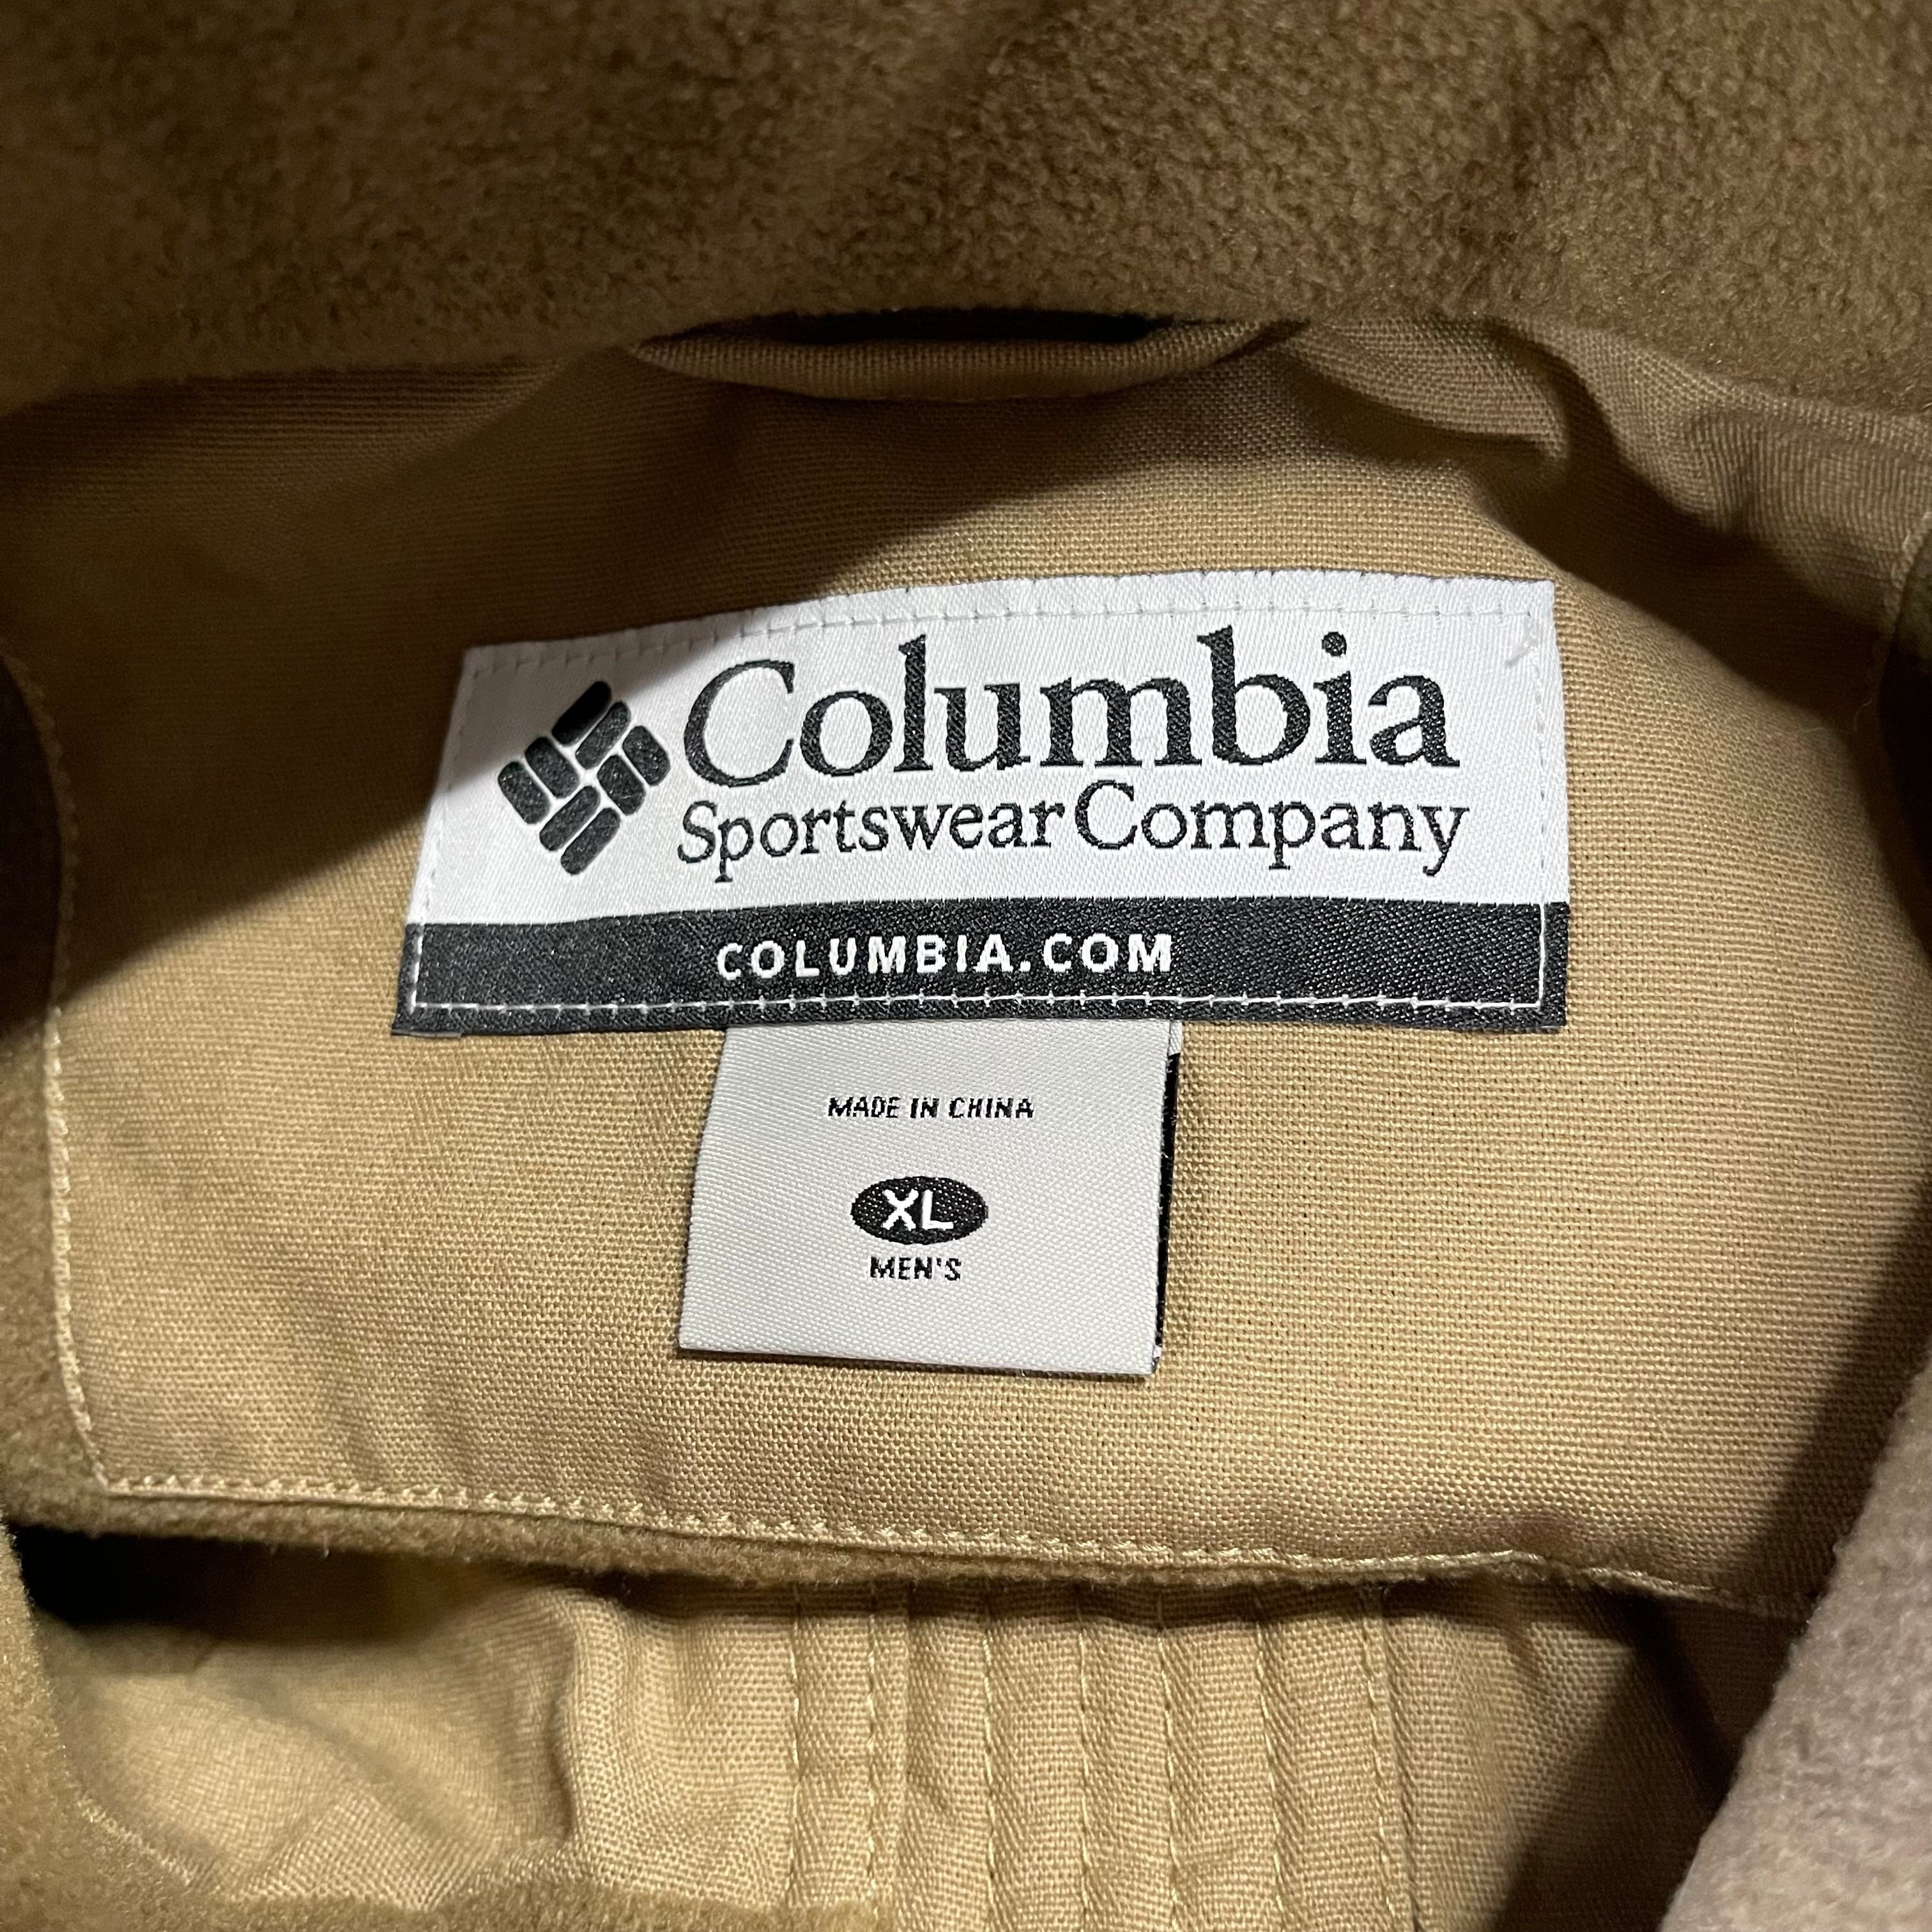 Columbia
Sportswear Company
COLUMBIA.COM
MADE IN CHINA
XL
MEN'S